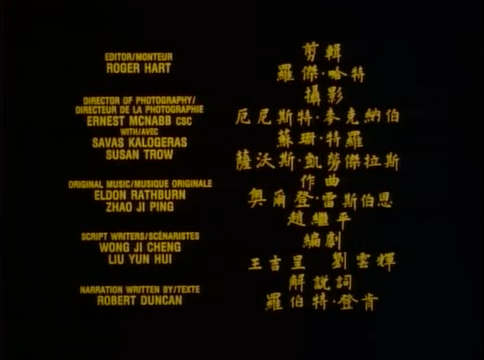 EDITOR/MONTEUR
ROGER HART
DIRECTOR OF PHOTOGRAPHY/
DIRECTEUR DE LA PHOTOGRAPHIE
ERNEST MCNABB CSC
WITH/AVEC
SAVAS KALOGERAS
SUSAN TROW
ORIGINAL MUSIC/MUSIQUE ORIGINALE
ELDON RATHBURN
ZHAO JI PING
SCRIPT WRITERS/SCÉNARISTES
WONG JI CHENG
LIU YUN HUI
NARRATION WRITTEN BY/TEXTE
ROBERT DUNCAN
剪輯
羅傑·哈特
攝影
厄尼斯特·麥克納伯
蘇珊·特羅
薩沃斯·凱勞傑拉斯
作曲
奥爾登·雷斯伯恩
趙繼平
編劇
王吉呈 劉雲輝
解説詞
羅伯特·登肯